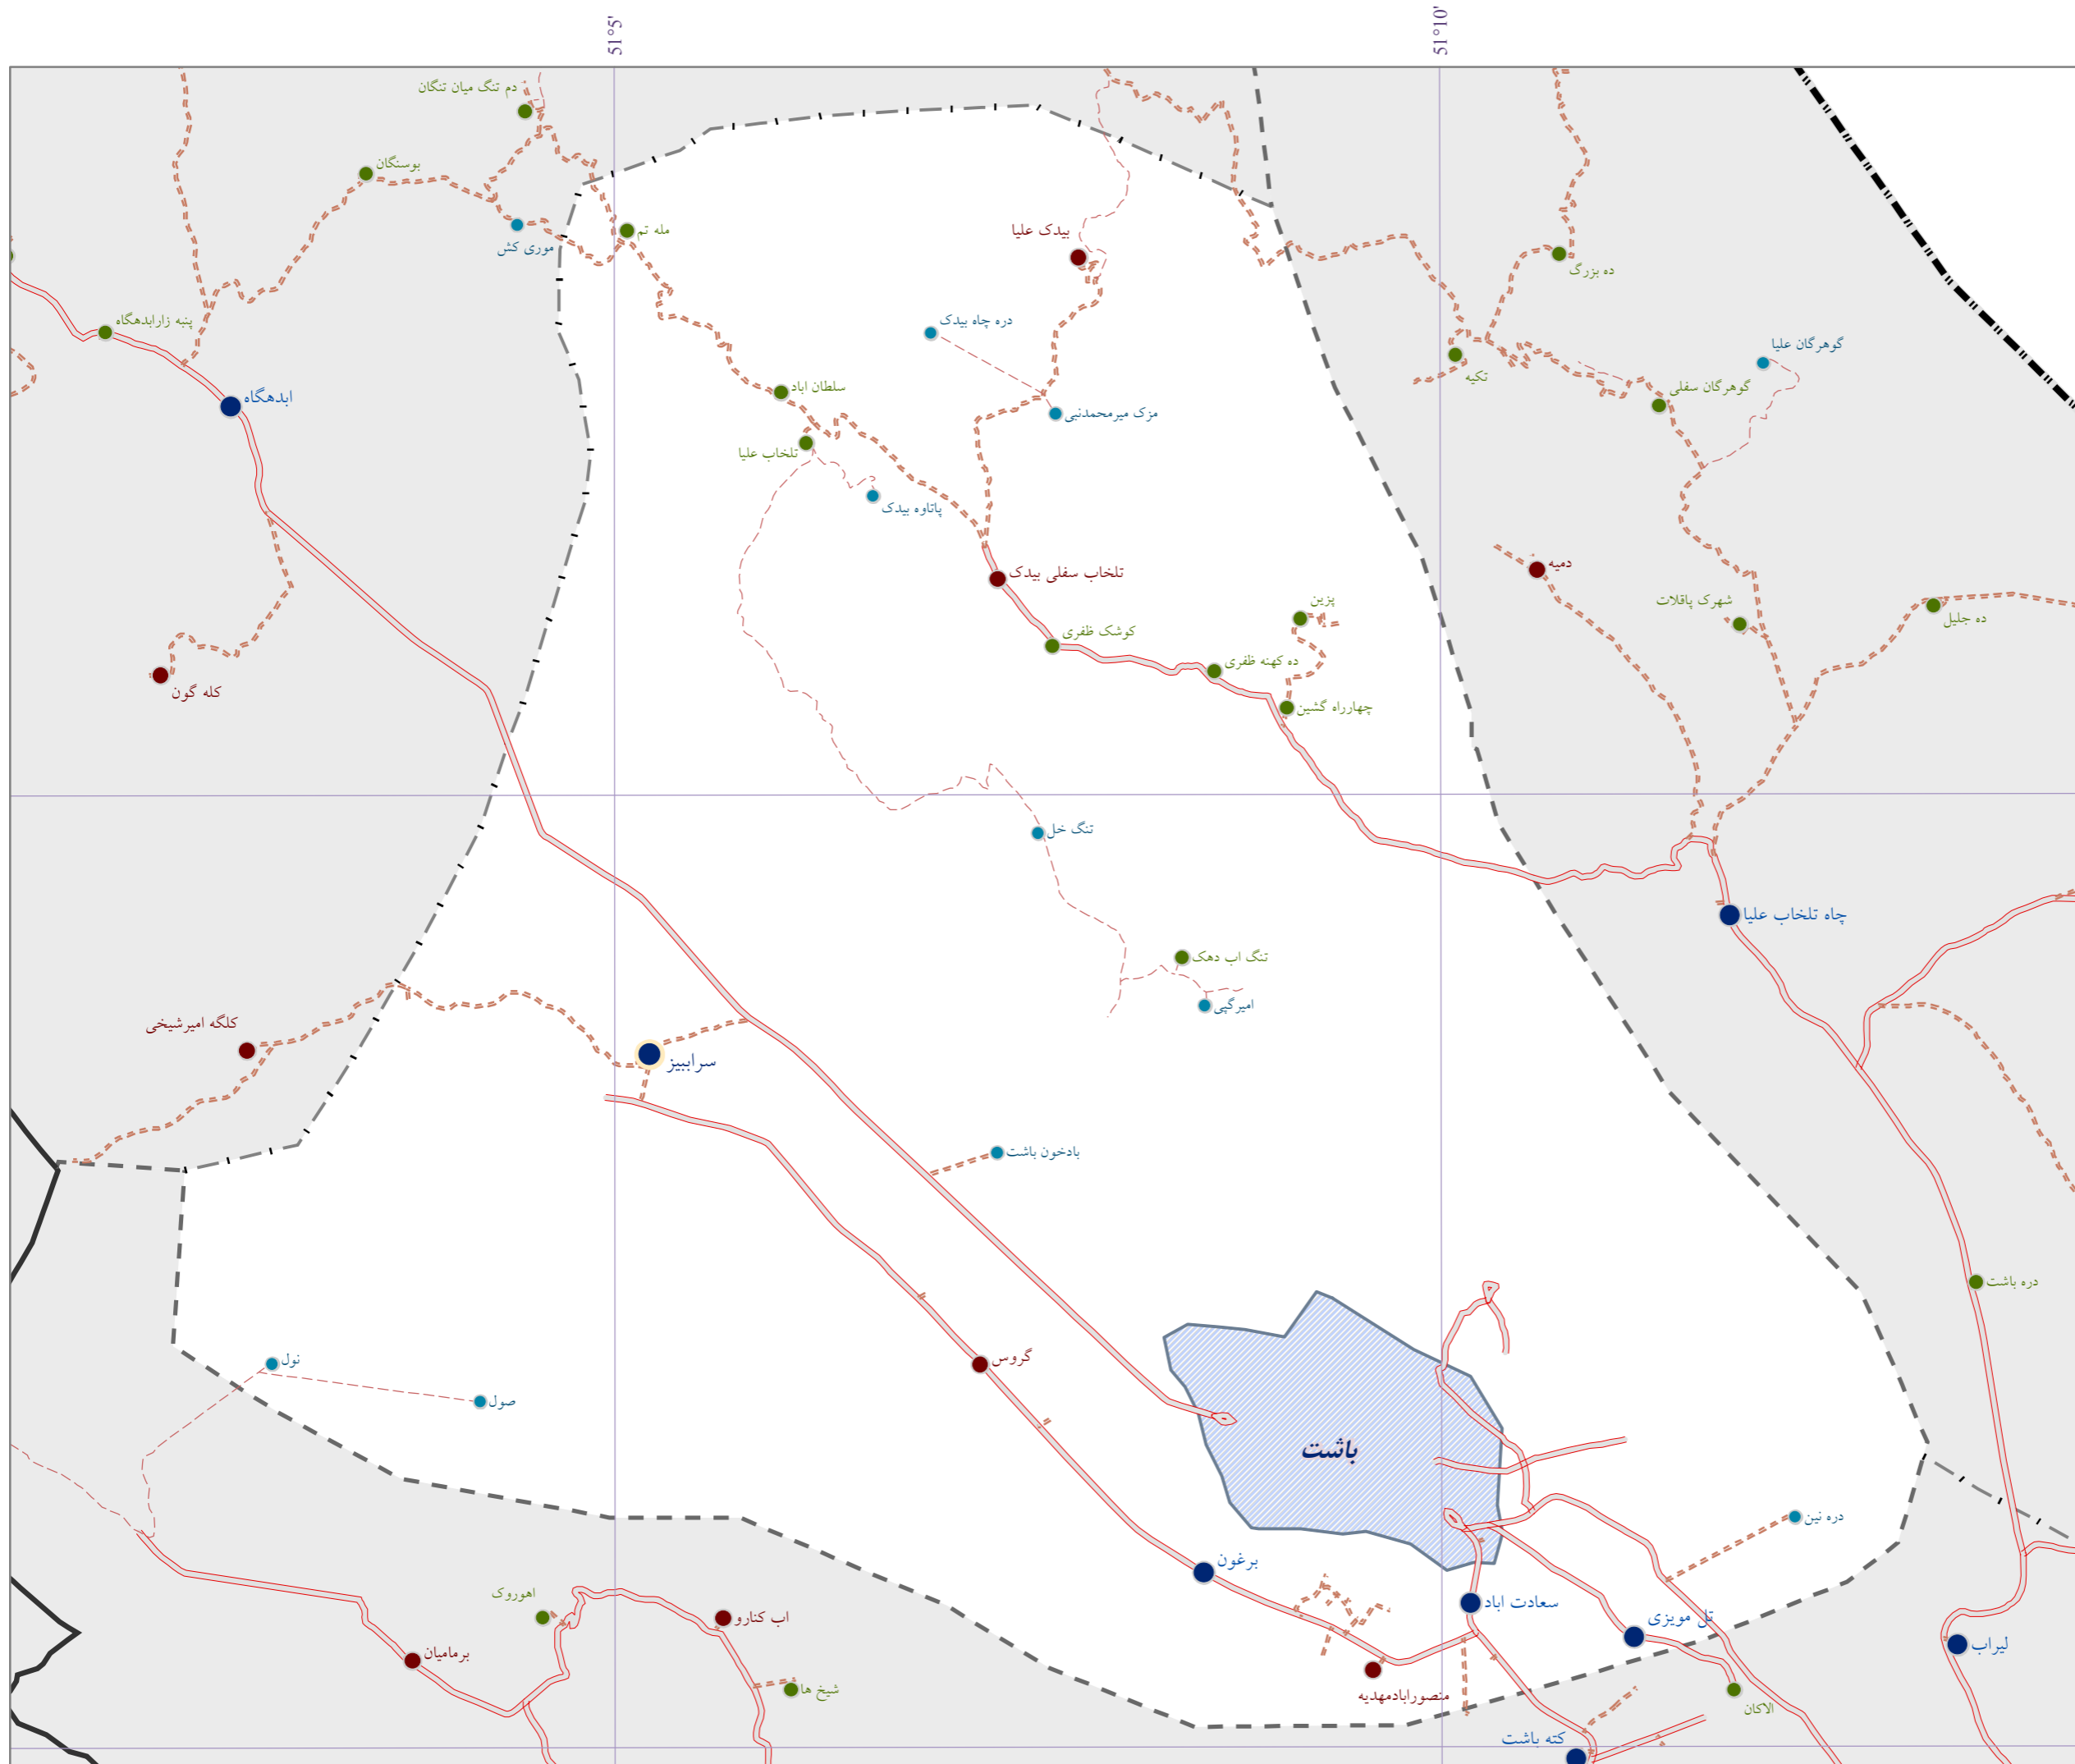 51°5'
51°10'
دم تنگ میان تنگان
بوستگان
موری کش
مله تم
بیدک علیا
ده بزرگ
پنبه زارابدهگاه
دره چاه بیدک
گوهرگان علیا
تکیه
گوهرگان سفلی
ابدهگاه
سلطان اباد
مزک میرمحمدنبی
تلخاب علیا
پاتاوه بیدک
تلخاب سفلی بیدک
دمیه
پزین
شهرک پاقلات
ده جلیل
کوشک ظفری
ده کهنه ظفری
کله گون
چهارراه گشین
تنگ خل
چاه تلخاب علیا
تنگ اب دهک
امیرگپی
کلگه امیرشیخی
سرابیز
بادخون باشت
دره باشت
نول
گروس
صول
باشت
دره نین
برغون
سعادت اباد
تل مویزی
لیراب
اهوروک
اب کنارو
برمامیان
شیخ ها
منصورابادمهدیه
الاکان
کته باشت